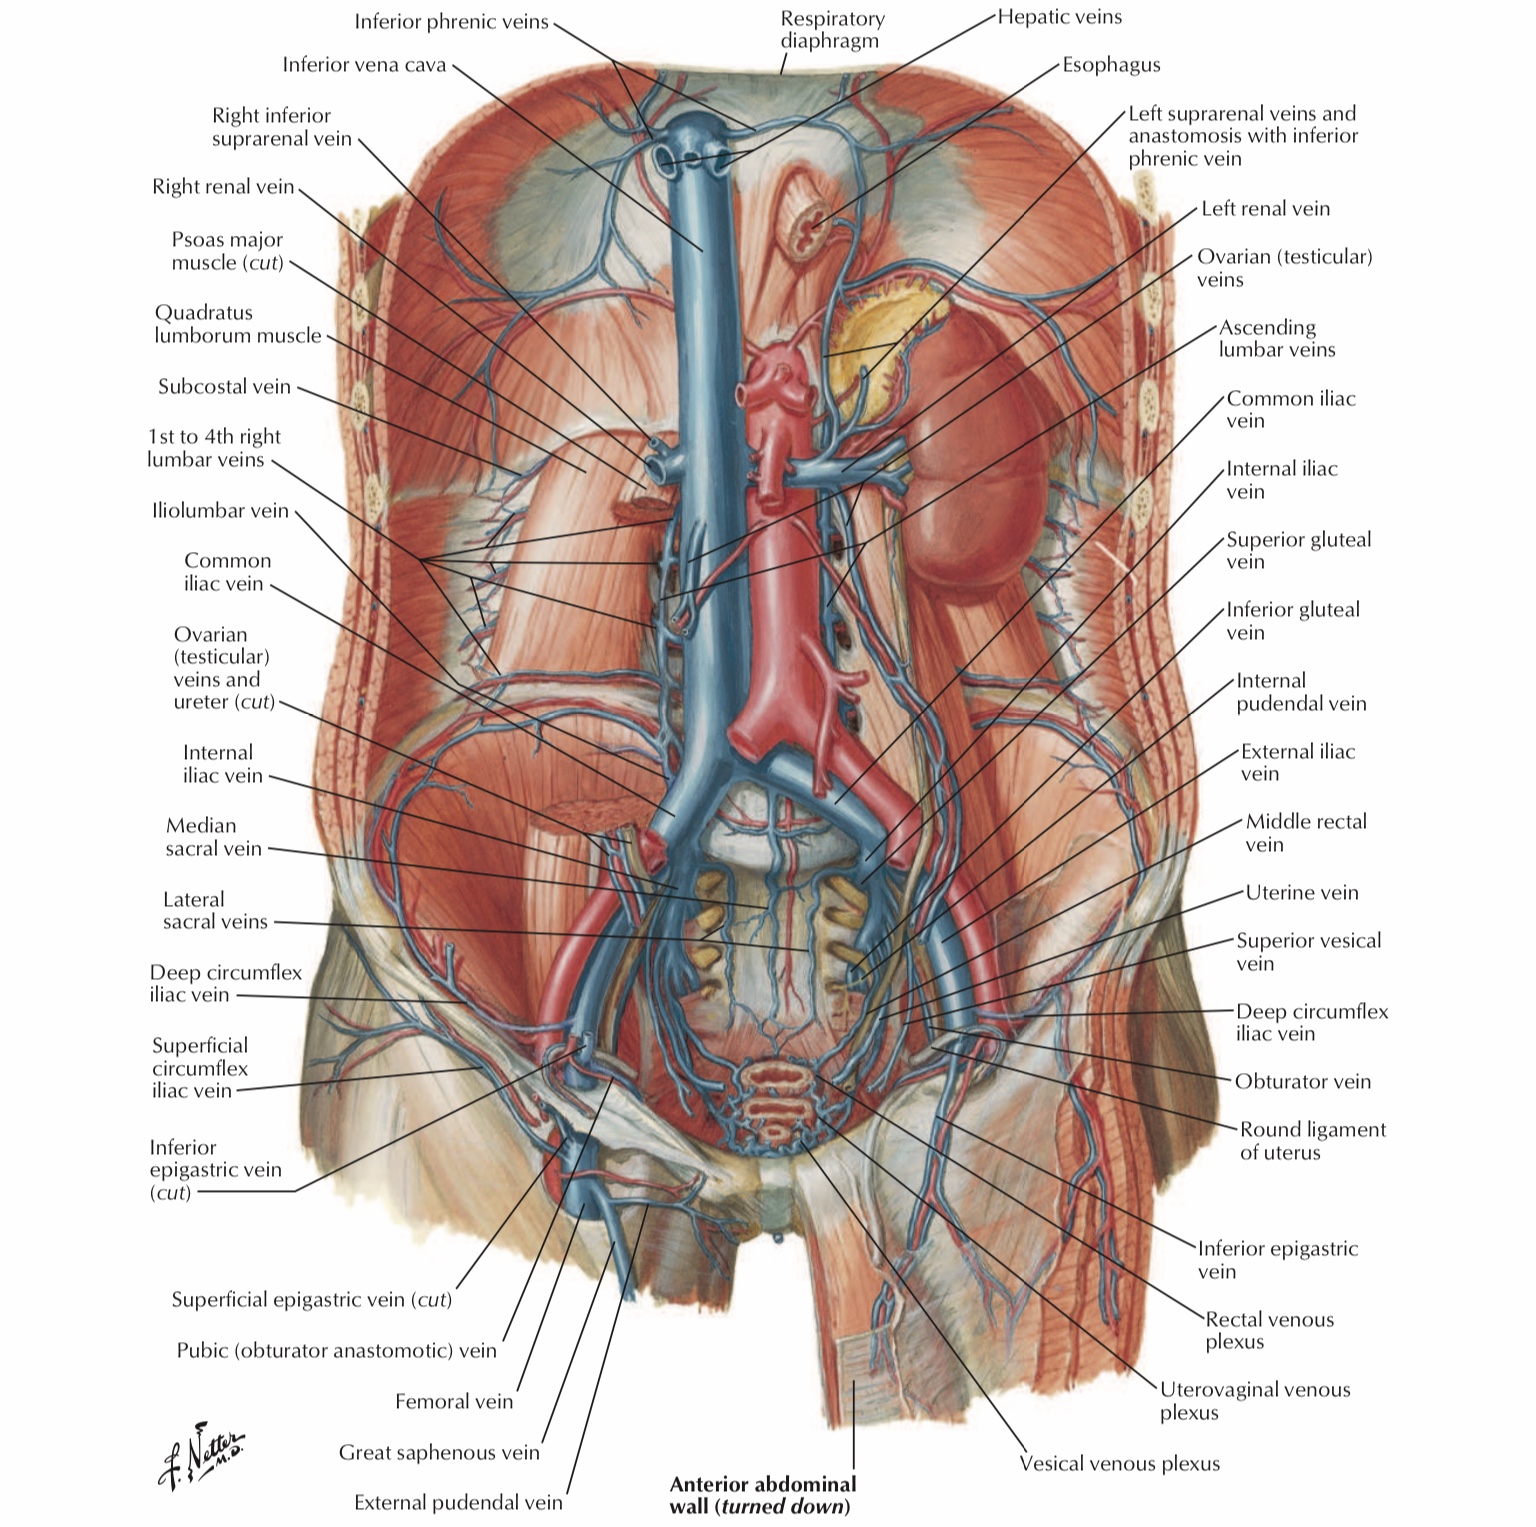 Inferior phrenic veins
Inferior vena cava
Right inferior
suprarenal vein
Right renal vein
Psoas major
muscle (cut)
Quadratus
lumborum muscle
Subcostal vein
1st to 4th right
lumbar veins
Iliolumbar vein
Common
iliac vein
Ovarian
(testicular)
veins and
ureter (cut)
Internal
iliac vein
Median
sacral vein
Lateral
sacral veins
Deep circumflex
iliac vein
Superficial
circumflex
iliac vein
Inferior
epigastric vein
(cut)
Superficial epigastric vein (cut)
Pubic (obturator anastomotic) vein
Femoral vein
Great saphenous vein
External pudendal vein
Respiratory
diaphragm
Hepatic veins
Esophagus
Left suprarenal veins and
anastomosis with inferior
phrenic vein
Left renal vein
Ovarian (testicular)
veins
Ascending
lumbar veins
Common iliac
vein
Internal iliac
vein
Superior gluteal
vein
Inferior gluteal
vein
Internal
pudendal vein
External iliac
vein
Middle rectal
vein
Uterine vein
Superior vesical
vein
Deep circumflex
iliac vein
Obturator vein
Round ligament
of uterus
Inferior epigastric
vein
Rectal venous
plexus
Uterovaginal venous
plexus
Vesical venous plexus
Anterior abdominal
wall (turned down)
F. Netter
M.D.